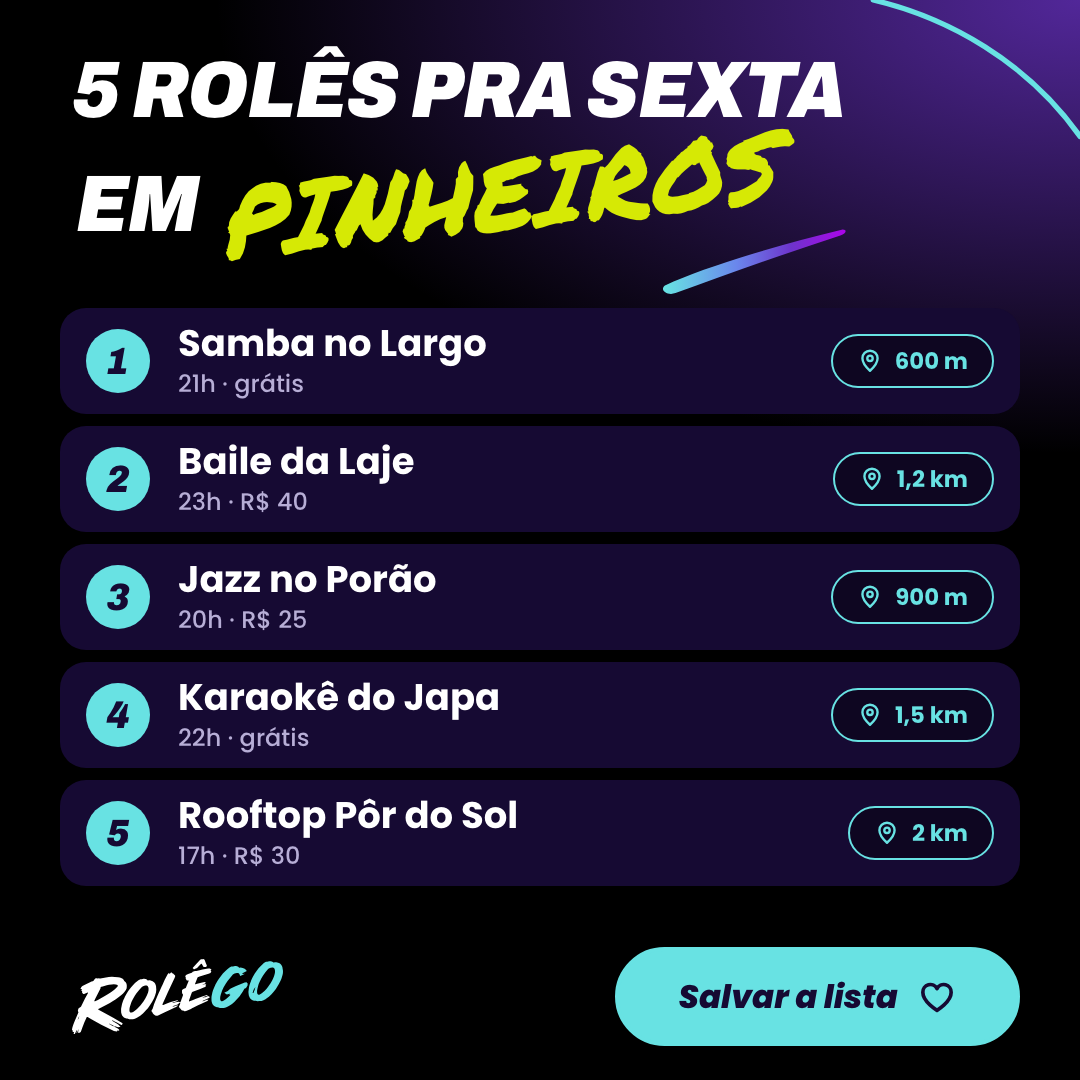 5 ROLÊS PRA SEXTA
EM PINHEIROS
1
Samba no Largo
21h · grátis
600 m
2
Baile da Laje
23h · R$ 40
1,2 km
3
Jazz no Porão
20h · R$ 25
900 m
4
Karaokê do Japa
22h · grátis
1,5 km
5
Rooftop Pôr do Sol
17h · R$ 30
2 km
ROLÊGO
Salvar a lista